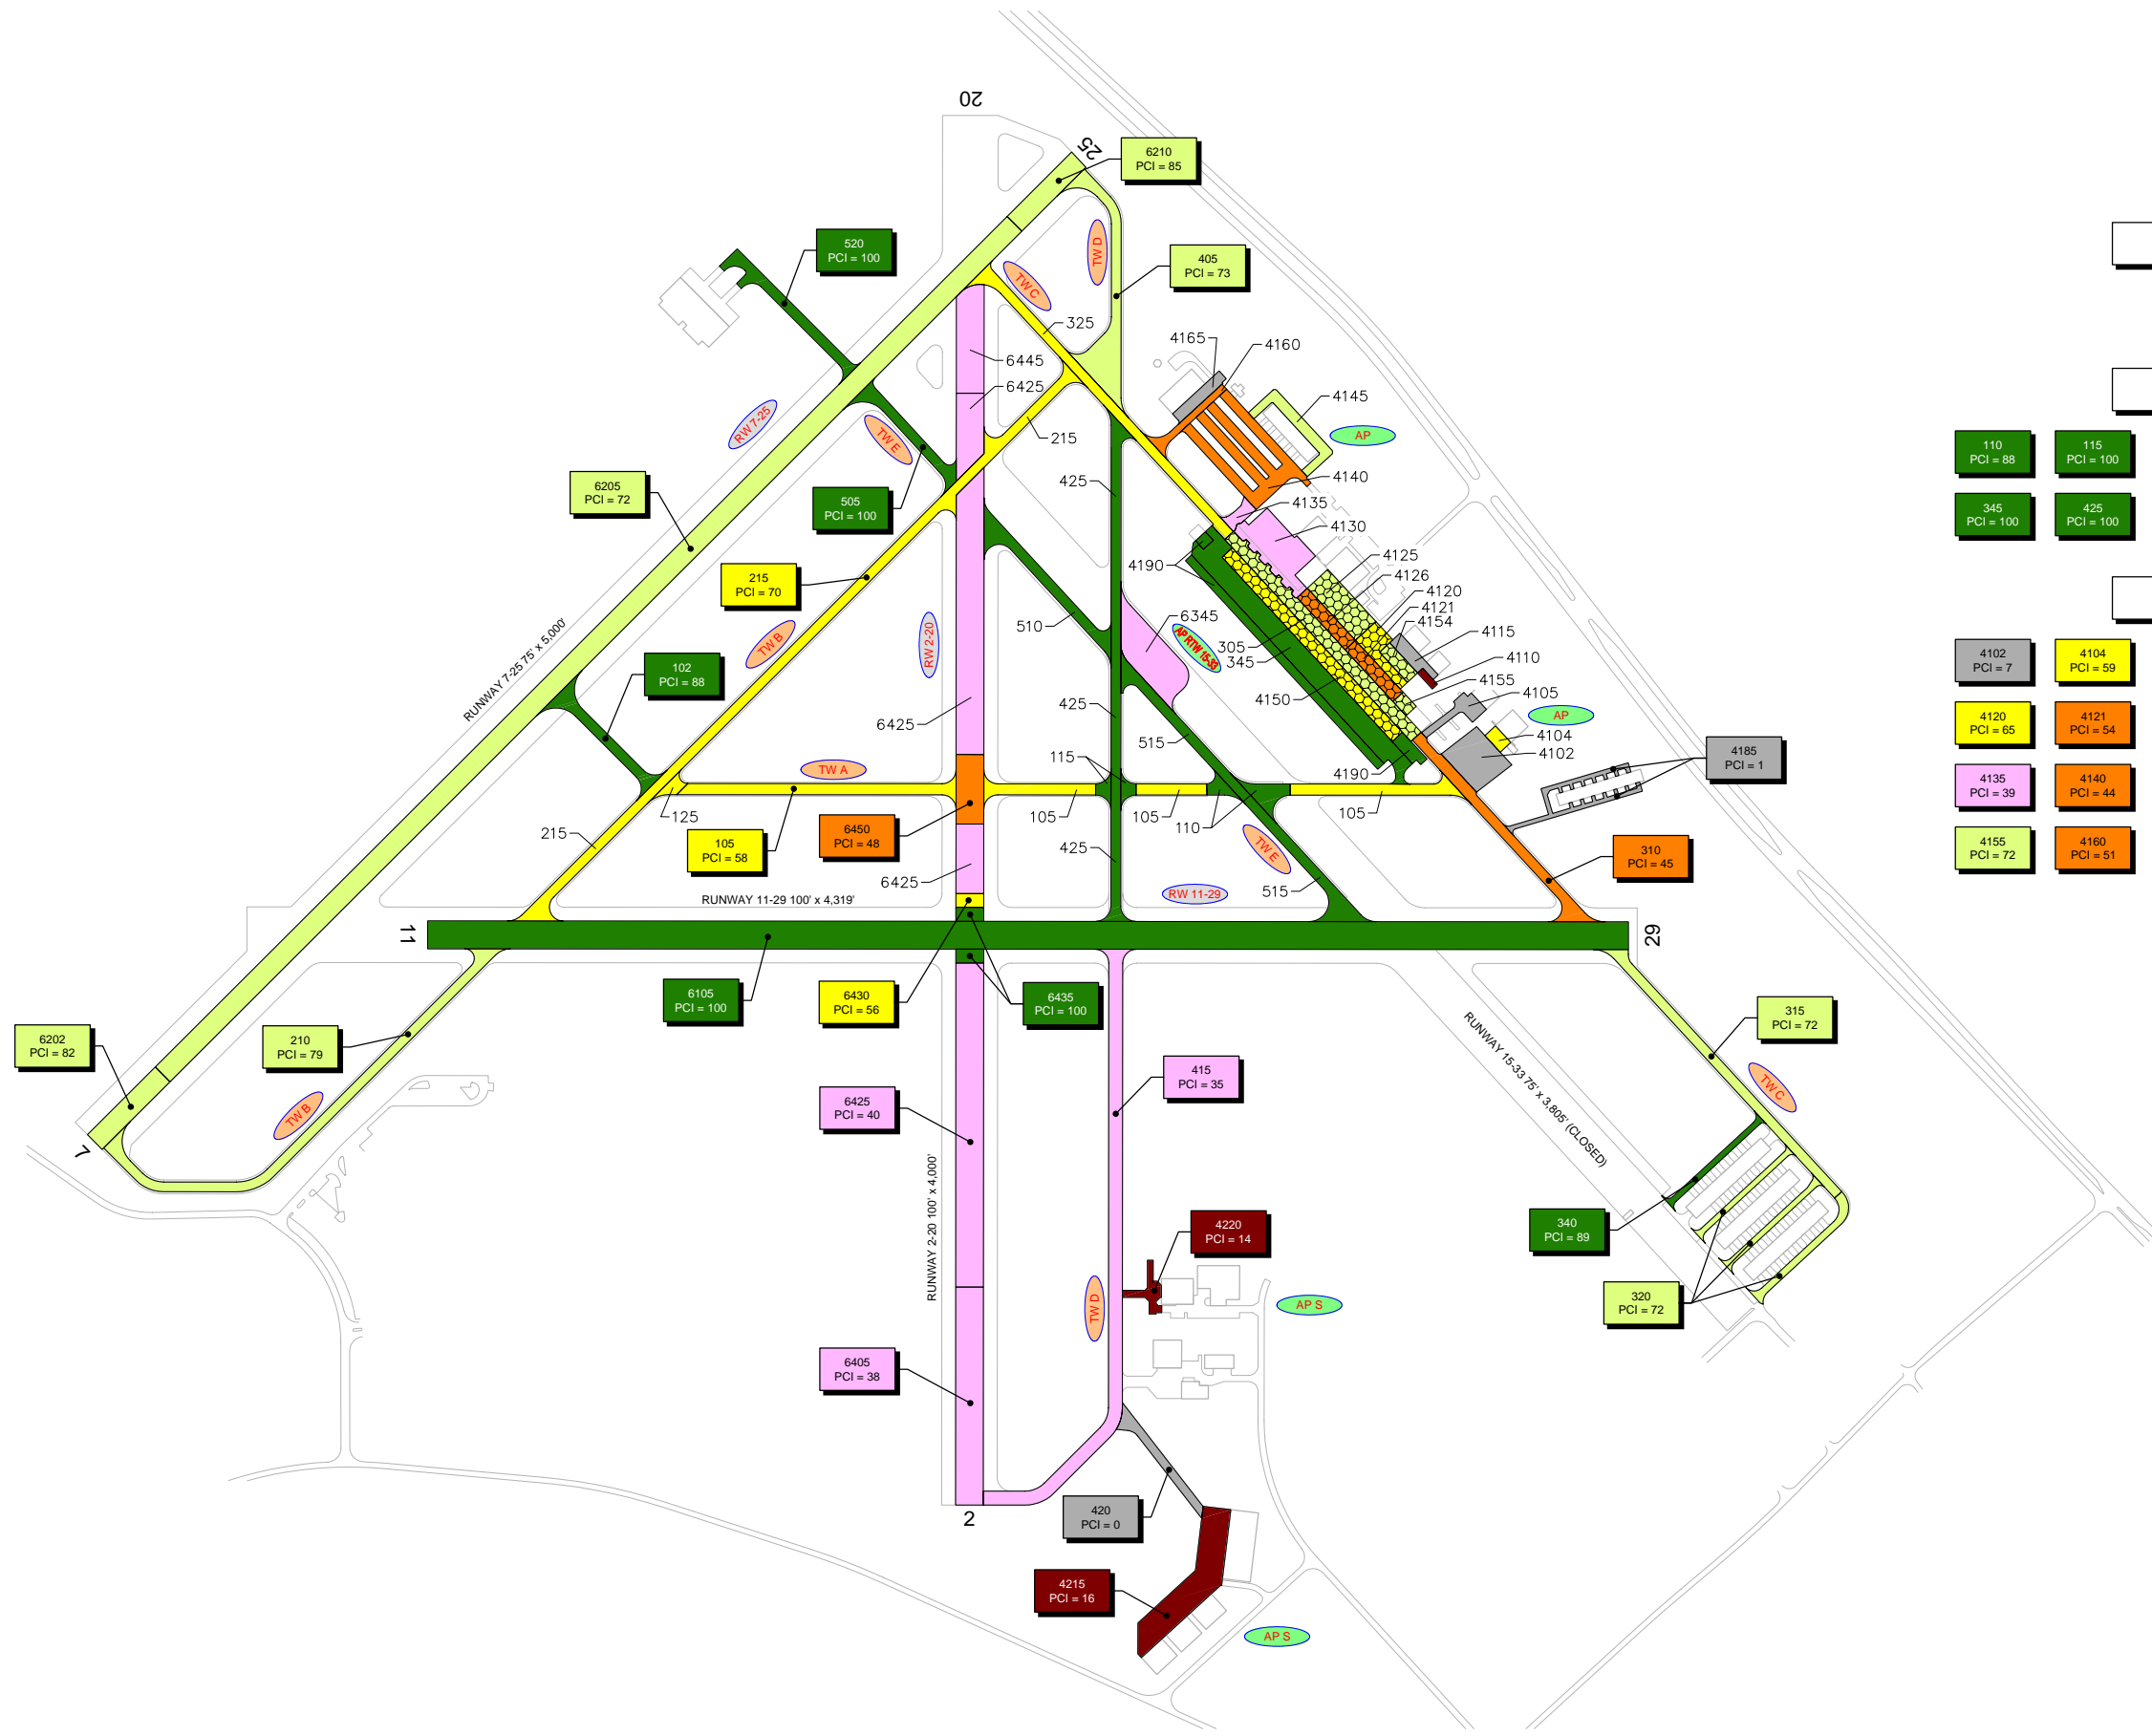 20
25
6210
PCI = 85
TW D
520
PCI = 100
405
PCI = 73
TW C
325
4165
4160
6445
6425
4145
RW 7-25
TW E
215
AP
110
PCI = 88
115
PCI = 100
6205
PCI = 72
425
4140
505
PCI = 100
4135
345
PCI = 100
425
PCI = 100
4130
4125
4190
4126
215
PCI = 70
4120
4121
4154
6345
RUNWAY 7-25 75' x 5,000'
TW B
RW 2-20
510
AP RTW 15-33
305
345
4115
4110
102
PCI = 88
4102
PCI = 7
4104
PCI = 59
4155
4105
4150
425
6425
515
AP
4104
4102
4120
PCI = 65
4121
PCI = 54
115
4185
PCI = 1
TW A
4190
4135
PCI = 39
4140
PCI = 44
125
105
105
110
105
215
105
PCI = 58
6450
PCI = 48
425
TW E
310
PCI = 45
4155
PCI = 72
4160
PCI = 51
6425
515
RUNWAY 11-29 100' x 4,319'
RW 11-29
11
29
6105
PCI = 100
6430
PCI = 56
6435
PCI = 100
315
PCI = 72
6202
PCI = 82
210
PCI = 79
RUNWAY 15-33 75' x 3,805' (CLOSED)
TW C
415
PCI = 35
6425
PCI = 40
TW B
7
RUNWAY 2-20 100' x 4,000'
4220
PCI = 14
340
PCI = 89
320
PCI = 72
TW D
AP S
6405
PCI = 38
2
420
PCI = 0
4215
PCI = 16
AP S